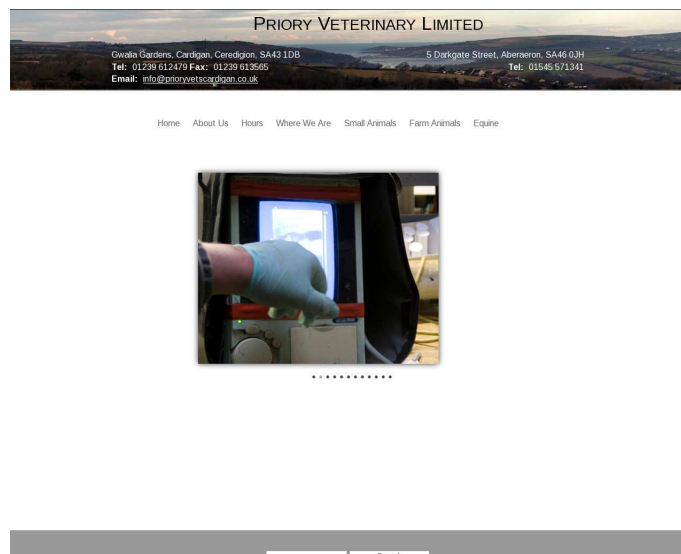 PRIORY VETERINARY LIMITED
Gwalia Gardens, Cardigan, Ceredigion, SA43 1DB
Tel: 01239 612479 Fax: 01239 613565
Email: info@prioryvetscardigan.co.uk
5 Darkgate Street, Aberaeron, SA46 0JH
Tel: 01545 571341
Home About Us Hours Where We Are Small Animals Farm Animals Equine